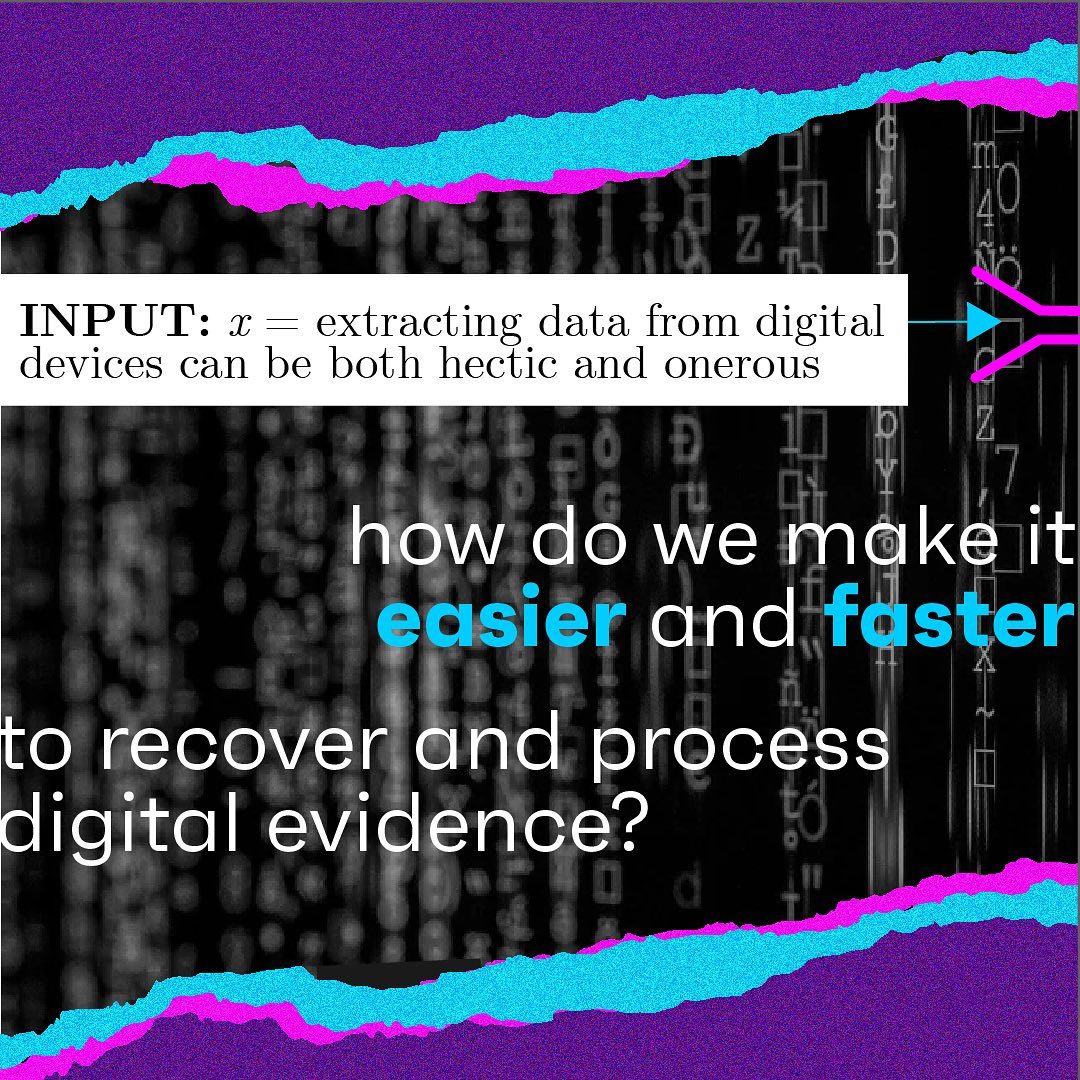 INPUT: x = extracting data from digital
devices can be both hectic and onerous
how do we make it
easier and faster
to recover and process
digital evidence?